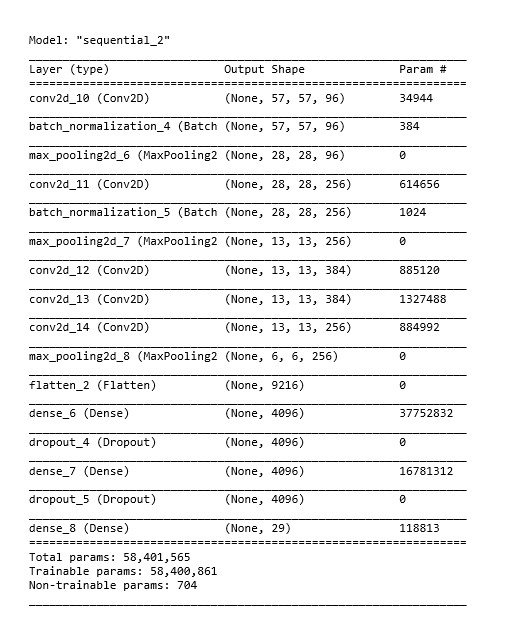 Model: "sequential_2"
Layer (type) Output Shape Param #
conv2d_10 (Conv2D) (None, 57, 57, 96) 34944
batch_normalization_4 (Batch (None, 57, 57, 96) 384
max_pooling2d_6 (MaxPooling2 (None, 28, 28, 96) 0
conv2d_11 (Conv2D) (None, 28, 28, 256) 614656
batch_normalization_5 (Batch (None, 28, 28, 256) 1024
max_pooling2d_7 (MaxPooling2 (None, 13, 13, 256) 0
conv2d_12 (Conv2D) (None, 13, 13, 384) 885120
conv2d_13 (Conv2D) (None, 13, 13, 384) 1327488
conv2d_14 (Conv2D) (None, 13, 13, 256) 884992
max_pooling2d_8 (MaxPooling2 (None, 6, 6, 256) 0
flatten_2 (Flatten) (None, 9216) 0
dense_6 (Dense) (None, 4096) 37752832
dropout_4 (Dropout) (None, 4096) 0
dense_7 (Dense) (None, 4096) 16781312
dropout_5 (Dropout) (None, 4096) 0
dense_8 (Dense) (None, 29) 118813
Total params: 58,401,565
Trainable params: 58,400,861
Non-trainable params: 704